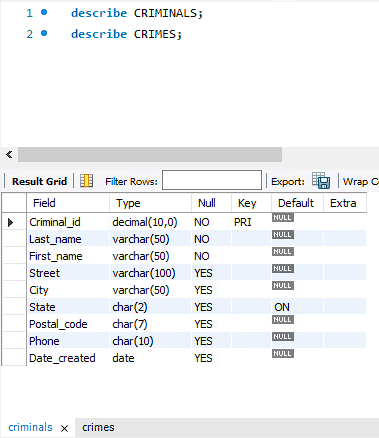 1 describe CRIMINALS;
2 describe CRIMES;
Result Grid Filter Rows: Export: Wrap C
Field Type Null Key Default Extra
Criminal_id decimal(10,0) NO PRI NULL
Last_name varchar(50) NO NULL
First_name varchar(50) NO NULL
Street varchar(100) YES NULL
City varchar(50) YES NULL
State char(2) YES ON
Postal_code char(7) YES NULL
Phone char(10) YES NULL
Date_created date YES NULL
criminals x crimes